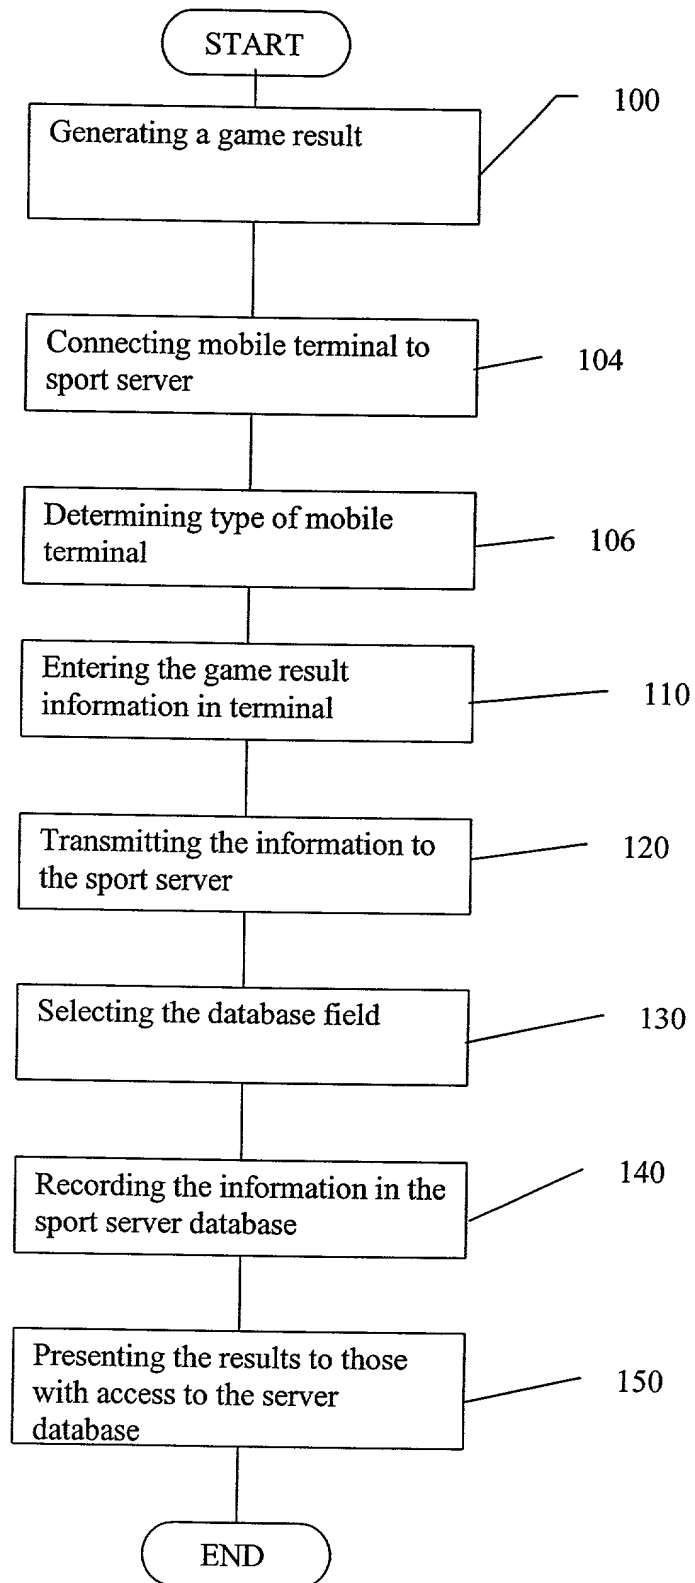 START
Generating a game result
100
Connecting mobile terminal to
sport server
104
Determining type of mobile
terminal
106
Entering the game result
information in terminal
110
Transmitting the information to
the sport server
120
Selecting the database field
130
Recording the information in the
sport server database
140
Presenting the results to those
with access to the server
database
150
END